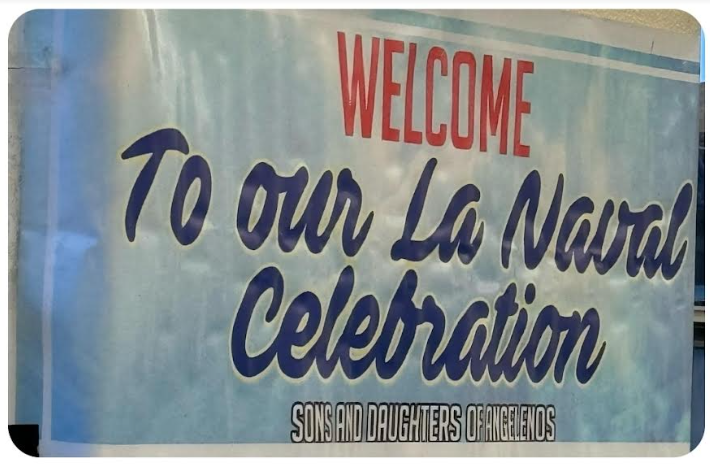 WELCOME
To our La Naval
Celebration
SONS AND DAUGHTERS OF ANGELENOS